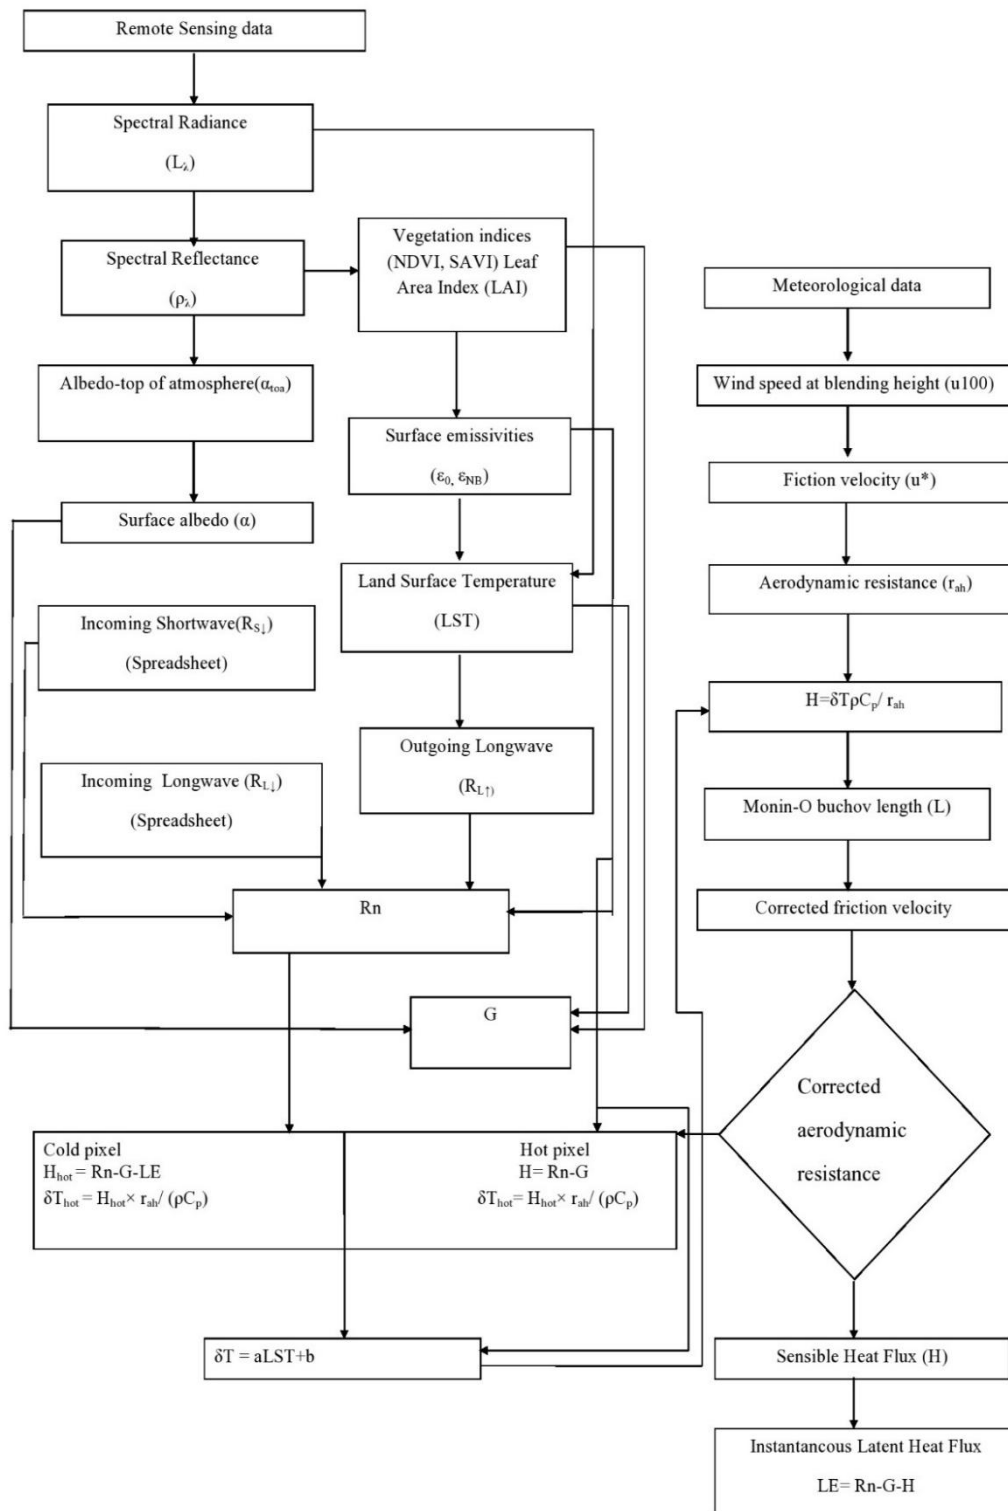 Remote Sensing data
Spectral Radiance
(Lλ)
Spectral Reflectance
(ρλ)
Albedo-top of atmosphere(αtoa)
Surface albedo (α)
Incoming Shortwave(RS↓)
(Spreadsheet)
Incoming Longwave (RL↓)
(Spreadsheet)
Vegetation indices
(NDVI, SAVI) Leaf
Area Index (LAI)
Surface emissivities
(ε0, εNB)
Land Surface Temperature
(LST)
Outgoing Longwave
(RL↑)
Rn
G
Cold pixel
Hhot = Rn-G-LE
δThot = Hhot× rah/ (ρCp)
Hot pixel
H= Rn-G
δThot= Hhot× rah/ (ρCp)
δT = aLST+b
Meteorological data
Wind speed at blending height (u100)
Fiction velocity (u*)
Aerodynamic resistance (rah)
H=δTρCp/ rah
Monin-O buchov length (L)
Corrected friction velocity
Corrected
aerodynamic
resistance
Sensible Heat Flux (H)
Instantancous Latent Heat Flux
LE= Rn-G-H